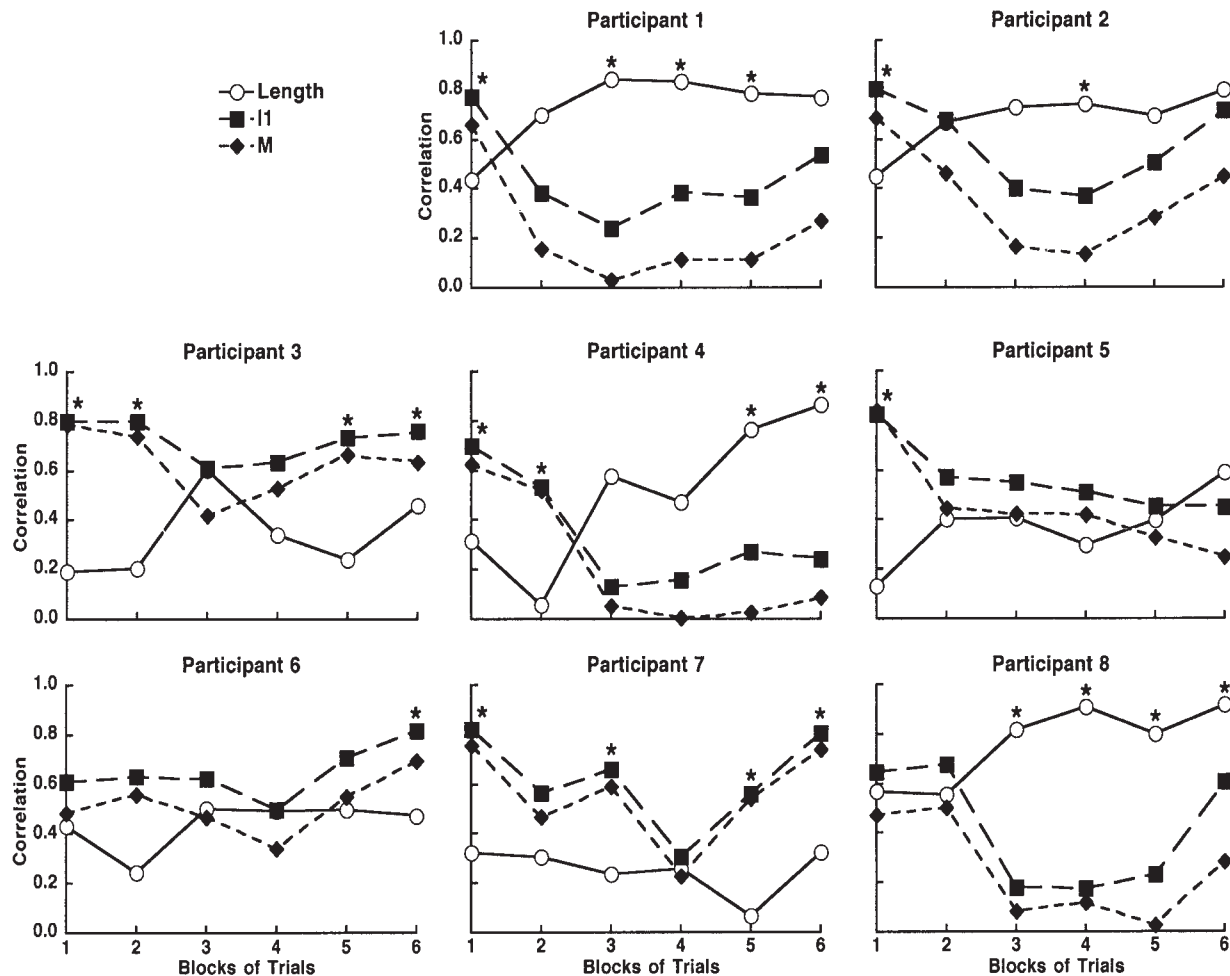 Participant 1
Participant 2
Length
I1
M
*
*
*
*
*
*
1.0
0.8
0.6
0.4
0.2
0.0
Correlation
Participant 3
Participant 4
Participant 5
*
*
*
*
*
*
*
*
*
1.0
0.8
0.6
0.4
0.2
0.0
Correlation
Participant 6
Participant 7
Participant 8
*
*
*
*
*
*
*
*
*
1.0
0.8
0.6
0.4
0.2
0.0
Correlation
1 2 3 4 5 6
1 2 3 4 5 6
1 2 3 4 5 6
Blocks of Trials
Blocks of Trials
Blocks of Trials